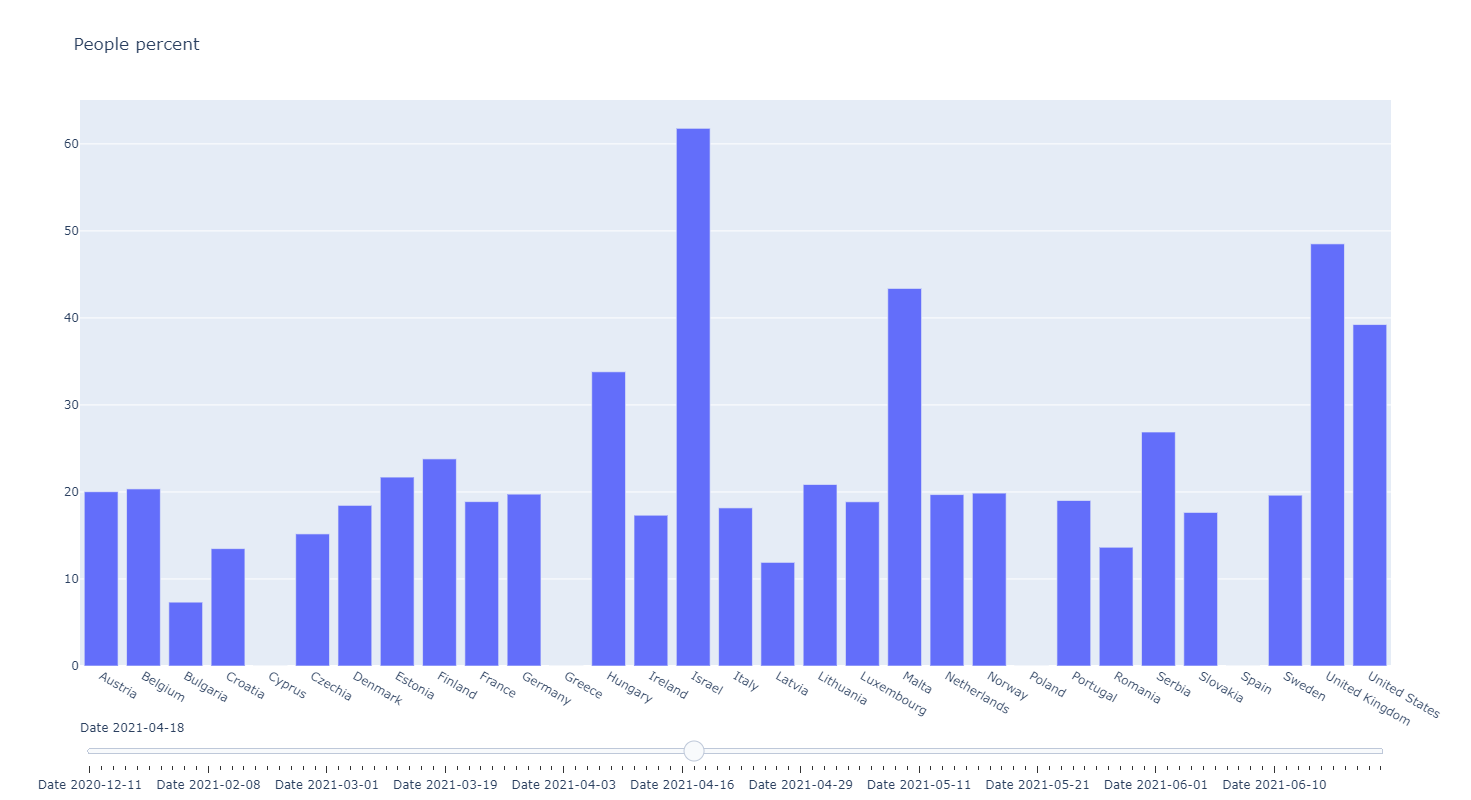 People percent
60
50
40
30
20
10
0
Austria
Belgium
Bulgaria
Croatia
Cyprus
Czechia
Denmark
Estonia
Finland
France
Germany
Greece
Hungary
Ireland
Israel
Italy
Latvia
Lithuania
Luxembourg
Malta
Netherlands
Norway
Poland
Portugal
Romania
Serbia
Slovakia
Spain
Sweden
United Kingdom
United States
Date 2021-04-18
Date 2020-12-11 Date 2021-02-08 Date 2021-03-01 Date 2021-03-19 Date 2021-04-03 Date 2021-04-16 Date 2021-04-29 Date 2021-05-11 Date 2021-05-21 Date 2021-06-01 Date 2021-06-10